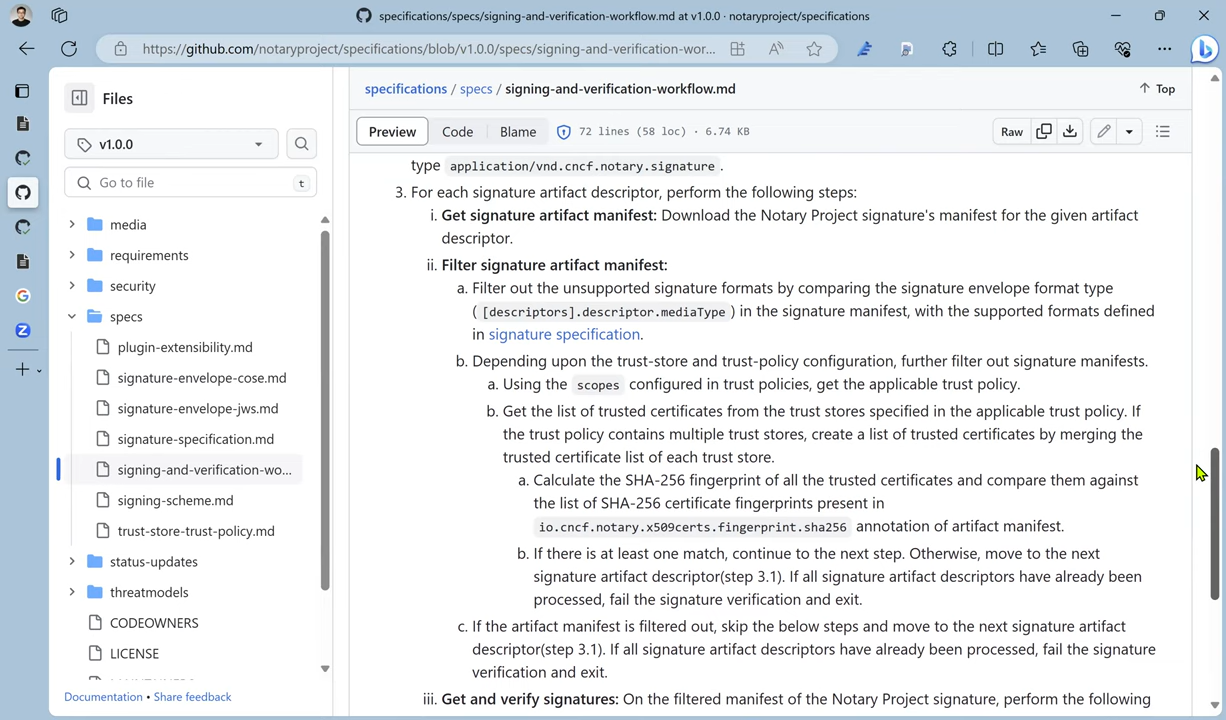 specifications/specs/signing-and-verification-workflow.md at v1.0.0 · notaryproject/specifications
https://github.com/notaryproject/specifications/blob/v1.0.0/specs/signing-and-verification-wor...
Files
v1.0.0
Go to file
t
media
requirements
security
specs
plugin-extensibility.md
signature-envelope-cose.md
signature-envelope-jws.md
signature-specification.md
signing-and-verification-wo...
signing-scheme.md
trust-store-trust-policy.md
status-updates
threatmodels
CODEOWNERS
LICENSE
Documentation • Share feedback
specifications / specs / signing-and-verification-workflow.md
Top
Preview
Code
Blame
72 lines (58 loc) · 6.74 KB
Raw
type application/vnd.cncf.notary.signature .
3. For each signature artifact descriptor, perform the following steps:
i. Get signature artifact manifest: Download the Notary Project signature's manifest for the given artifact
descriptor.
ii. Filter signature artifact manifest:
a. Filter out the unsupported signature formats by comparing the signature envelope format type
( [descriptors].descriptor.mediaType ) in the signature manifest, with the supported formats defined
in signature specification.
b. Depending upon the trust-store and trust-policy configuration, further filter out signature manifests.
a. Using the scopes configured in trust policies, get the applicable trust policy.
b. Get the list of trusted certificates from the trust stores specified in the applicable trust policy. If
the trust policy contains multiple trust stores, create a list of trusted certificates by merging the
trusted certificate list of each trust store.
a. Calculate the SHA-256 fingerprint of all the trusted certificates and compare them against
the list of SHA-256 certificate fingerprints present in
io.cncf.notary.x509certs.fingerprint.sha256 annotation of artifact manifest.
b. If there is at least one match, continue to the next step. Otherwise, move to the next
signature artifact descriptor(step 3.1). If all signature artifact descriptors have already been
processed, fail the signature verification and exit.
c. If the artifact manifest is filtered out, skip the below steps and move to the next signature artifact
descriptor(step 3.1). If all signature artifact descriptors have already been processed, fail the signature
verification and exit.
iii. Get and verify signatures: On the filtered manifest of the Notary Project signature, perform the following